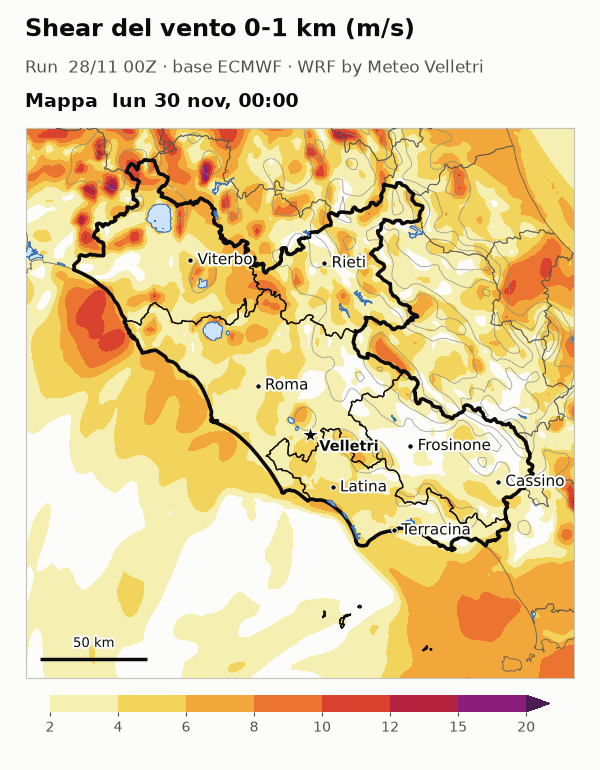 Shear del vento 0-1 km (m/s)
Run 28/11 00Z · base ECMWF · WRF by Meteo Velletri
Mappa lun 30 nov, 00:00
Viterbo
Rieti
Roma
Velletri
Frosinone
Cassino
Latina
Terracina
50 km
2 4 6 8 10 12 15 20